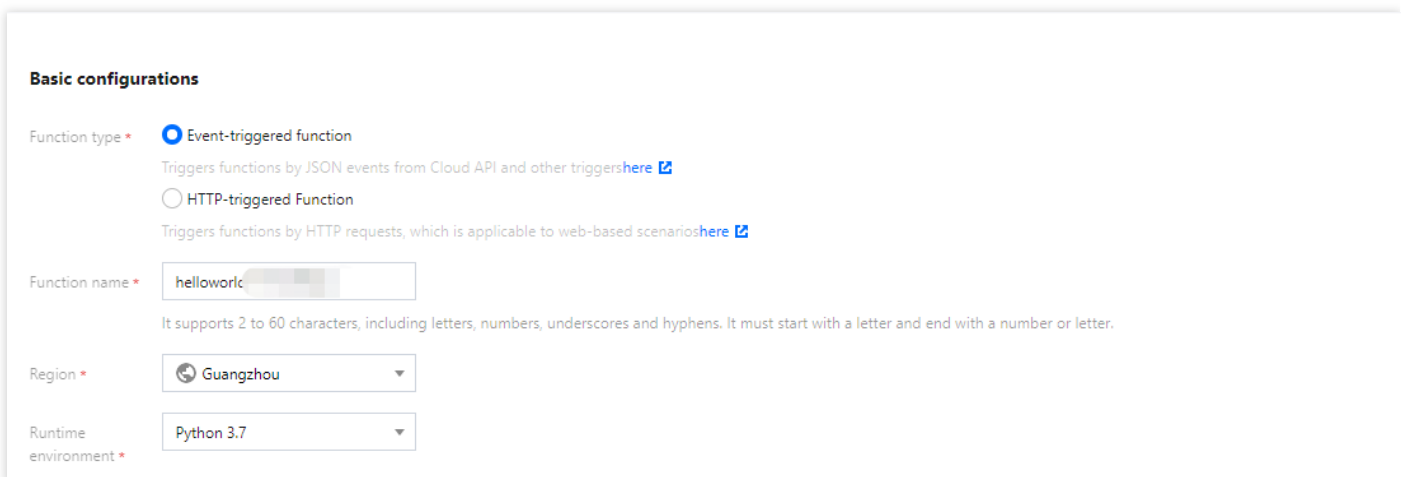 Basic configurations
Function type *
Event-triggered function
Triggers functions by JSON events from Cloud API and other triggershere
HTTP-triggered Function
Triggers functions by HTTP requests, which is applicable to web-based scenarioshere
Function name *
It supports 2 to 60 characters, including letters, numbers, underscores and hyphens. It must start with a letter and end with a number or letter.
Region *
Guangzhou
Runtime
environment *
Python 3.7